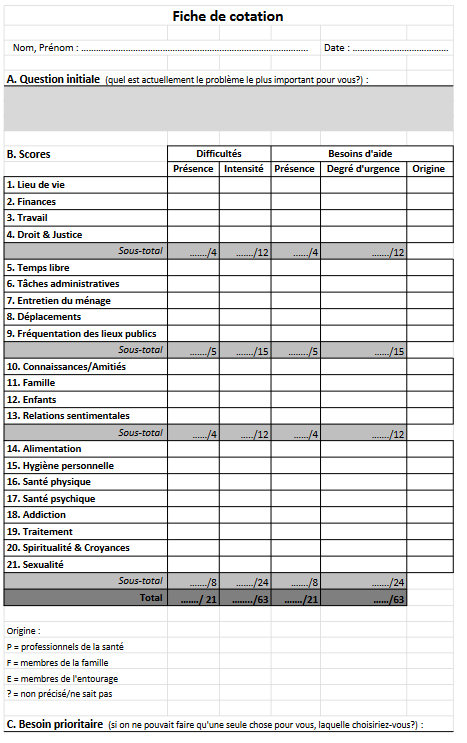 Fiche de cotation
Nom, Prénom : ............................................................................ Date : ................................
A. Question initiale (quel est actuellement le problème le plus important pour vous?) :
B. Scores Difficultés Besoins d'aide
Présence Intensité Présence Degré d'urgence Origine
1. Lieu de vie
2. Finances
3. Travail
4. Droit & Justice
Sous-total ......./4 ......./12 ......./4 ......./12
5. Temps libre
6. Tâches administratives
7. Entretien du ménage
8. Déplacements
9. Fréquentation des lieux publics
Sous-total ......./5 ....../15 ......./5 ......./15
10. Connaissances/Amitiés
11. Famille
12. Enfants
13. Relations sentimentales
Sous-total ....../4 ....../12 ....../4 ......./12
14. Alimentation
15. Hygiène personnelle
16. Santé physique
17. Santé psychique
18. Addiction
19. Traitement
20. Spiritualité & Croyances
21. Sexualité
Sous-total ......./8 ......./24 ......./8 ......./24
Total ......./ 21 ......../63 ......./21 ....../63
Origine :
P = professionnels de la santé
F = membres de la famille
E = membres de l'entourage
? = non précisé/ne sait pas
C. Besoin prioritaire (si on ne pouvait faire qu'une seule chose pour vous, laquelle choisiriez-vous?) :